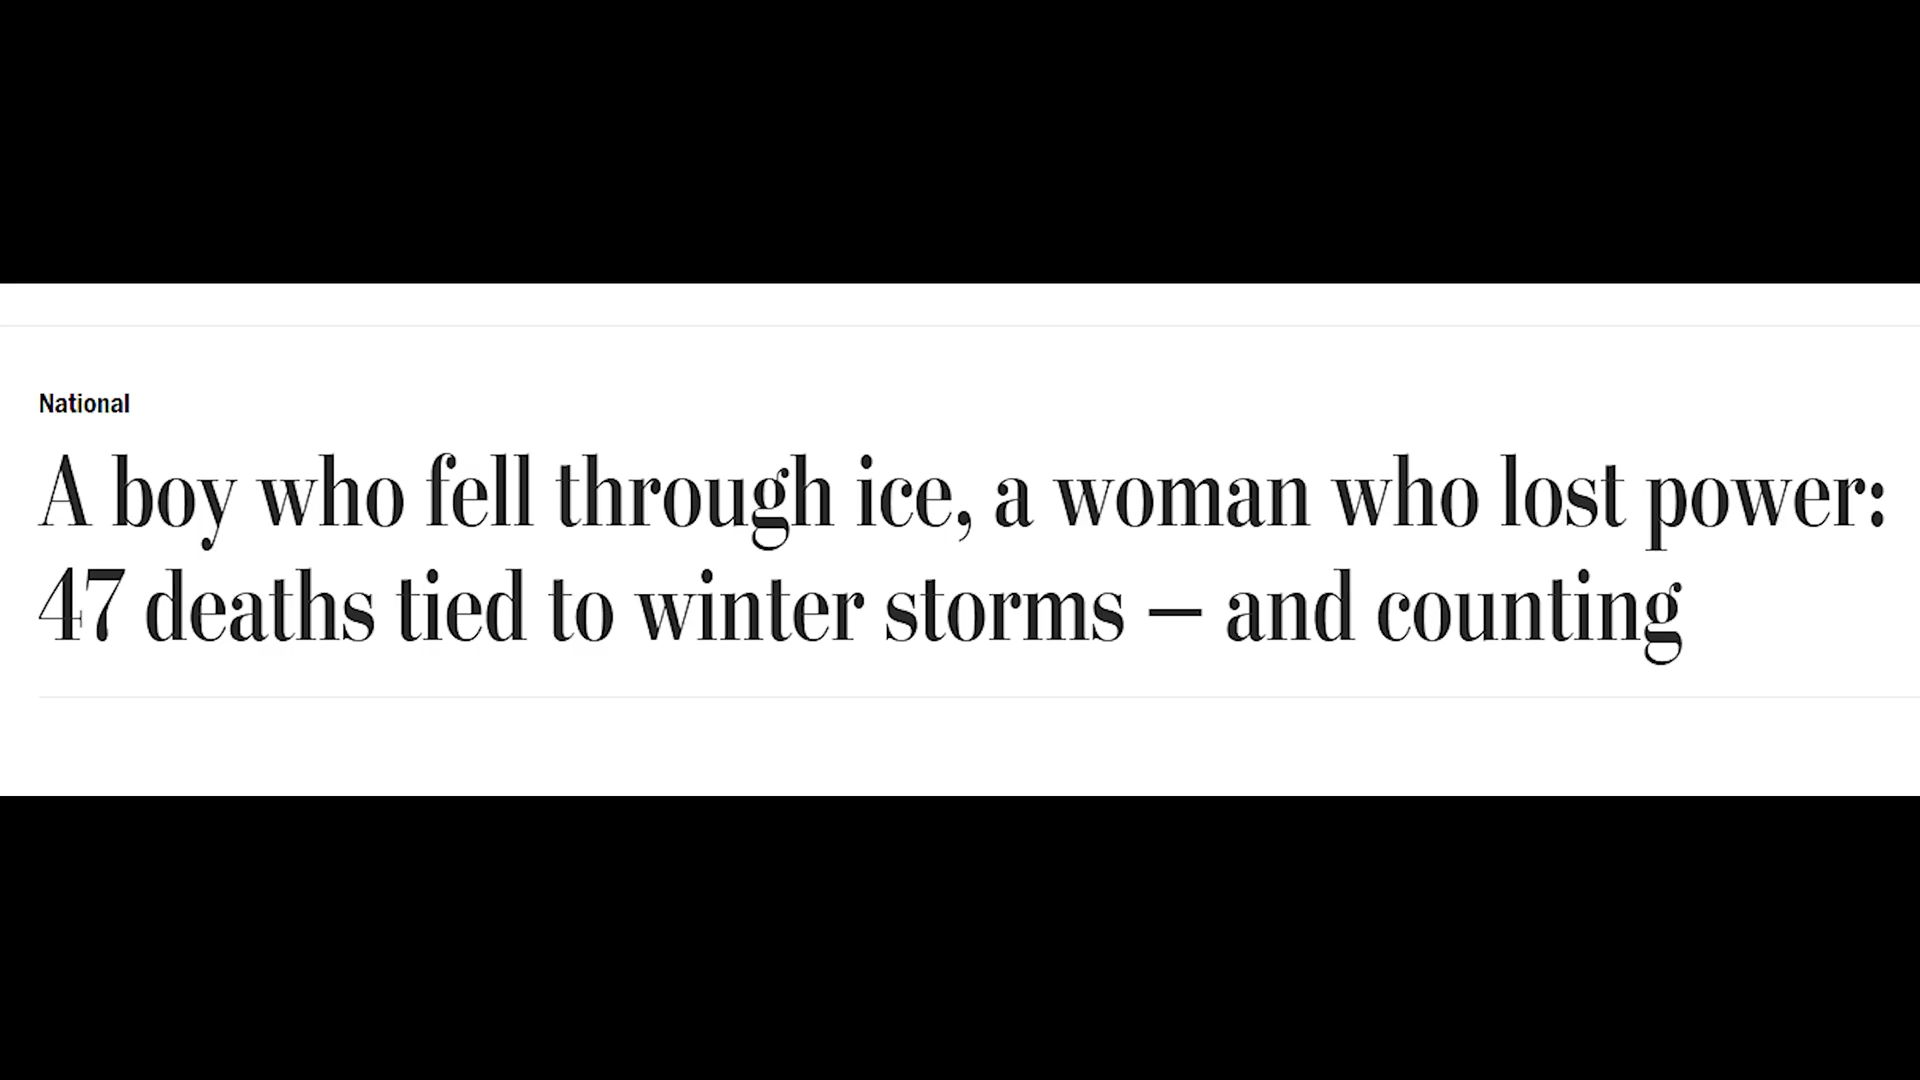 National
A boy who fell through ice, a woman who lost power:
47 deaths tied to winter storms — and counting